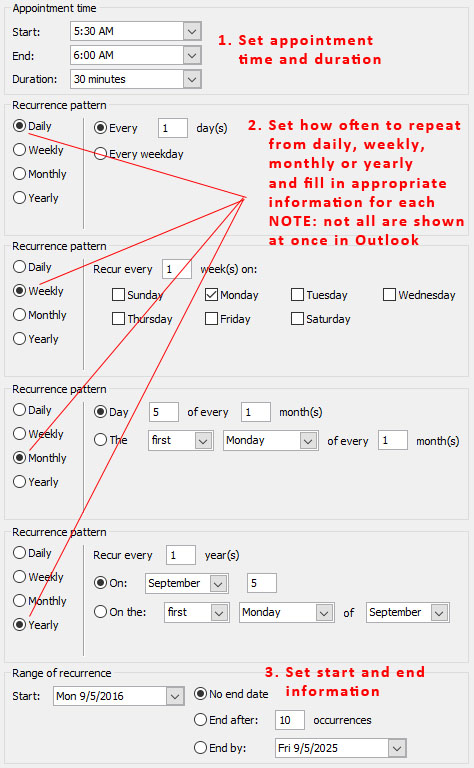 Appointment time
Start: 5:30 AM
End: 6:00 AM
Duration: 30 minutes
1. Set appointment
time and duration
Recurrence pattern
Daily
Weekly
Monthly
Yearly
Every 1 day(s)
Every weekday
2. Set how often to repeat
from daily, weekly,
monthly or yearly
and fill in appropriate
information for each
NOTE: not all are shown
at once in Outlook
Recurrence pattern
Daily
Weekly
Monthly
Yearly
Recur every 1 week(s) on:
Sunday Monday Tuesday Wednesday
Thursday Friday Saturday
Recurrence pattern
Daily
Weekly
Monthly
Yearly
Day 5 of every 1 month(s)
The first Monday of every 1 month(s)
Recurrence pattern
Daily
Weekly
Monthly
Yearly
Recur every 1 year(s)
On: September 5
On the: first Monday of September
Range of recurrence
3. Set start and end
information
Start: Mon 9/5/2016
No end date
End after: 10 occurrences
End by: Fri 9/5/2025